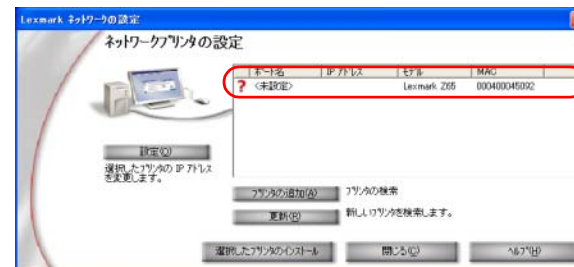 Lexmark ネットワークの設定
ネットワークプリンタの設定
ポート名 IP アドレス モデル MAC
? <未設定> Lexmark Z65 000400045092
設定(O)
選択したプリンタの IP アドレス
を変更します。
プリンタの追加(A) プリンタの検索
更新(R) 新しいプリンタを検索します。
選択したプリンタのインストール 閉じる(C) ヘルプ(H)